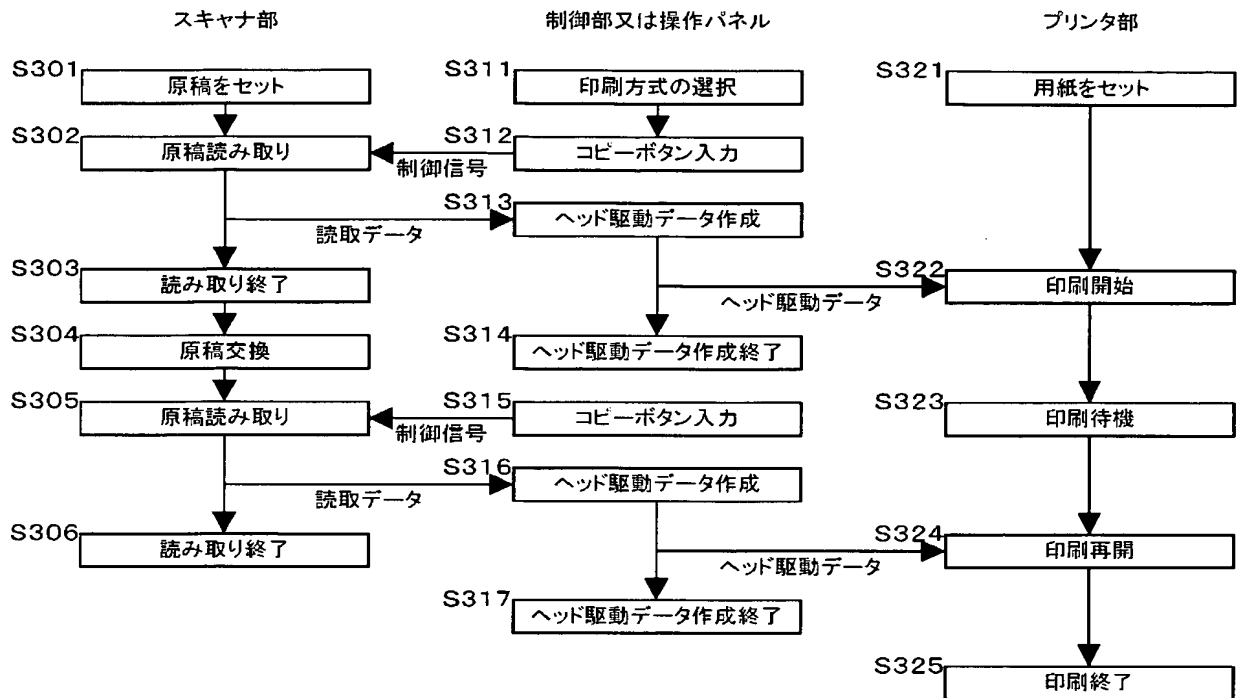 スキャナ部
制御部又は操作パネル
プリンタ部
S301
原稿をセット
S311
印刷方式の選択
S321
用紙をセット
S302
原稿読み取り
S312
コピーボタン入力
制御信号
S313
ヘッド駆動データ作成
読取データ
S303
読み取り終了
S322
印刷開始
ヘッド駆動データ
S304
原稿交換
S314
ヘッド駆動データ作成終了
S305
原稿読み取り
S315
コピーボタン入力
S323
印刷待機
制御信号
S316
ヘッド駆動データ作成
読取データ
S306
読み取り終了
S324
印刷再開
ヘッド駆動データ
S317
ヘッド駆動データ作成終了
S325
印刷終了